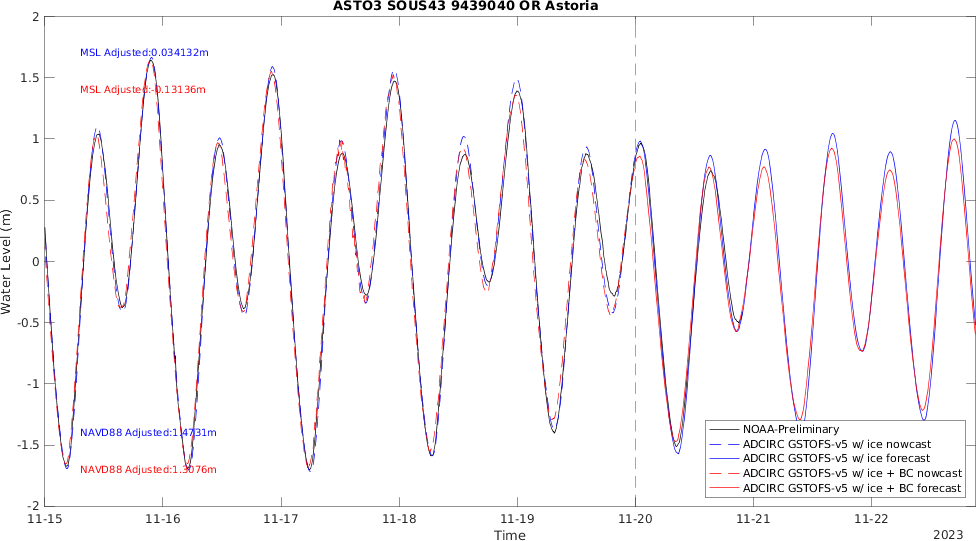 ASTO3 SOUS43 9439040 OR Astoria
2
1.5
1
0.5
0
-0.5
-1
-1.5
-2
Water Level (m)
MSL Adjusted:0.034132m
MSL Adjusted:-0.13136m
NAVD88 Adjusted:1.4731m
NAVD88 Adjusted:1.3076m
NOAA-Preliminary
ADCIRC GSTOFS-v5 w/ ice nowcast
ADCIRC GSTOFS-v5 w/ ice forecast
ADCIRC GSTOFS-v5 w/ ice + BC nowcast
ADCIRC GSTOFS-v5 w/ ice + BC forecast
11-15 11-16 11-17 11-18 11-19 11-20 11-21 11-22
Time
2023